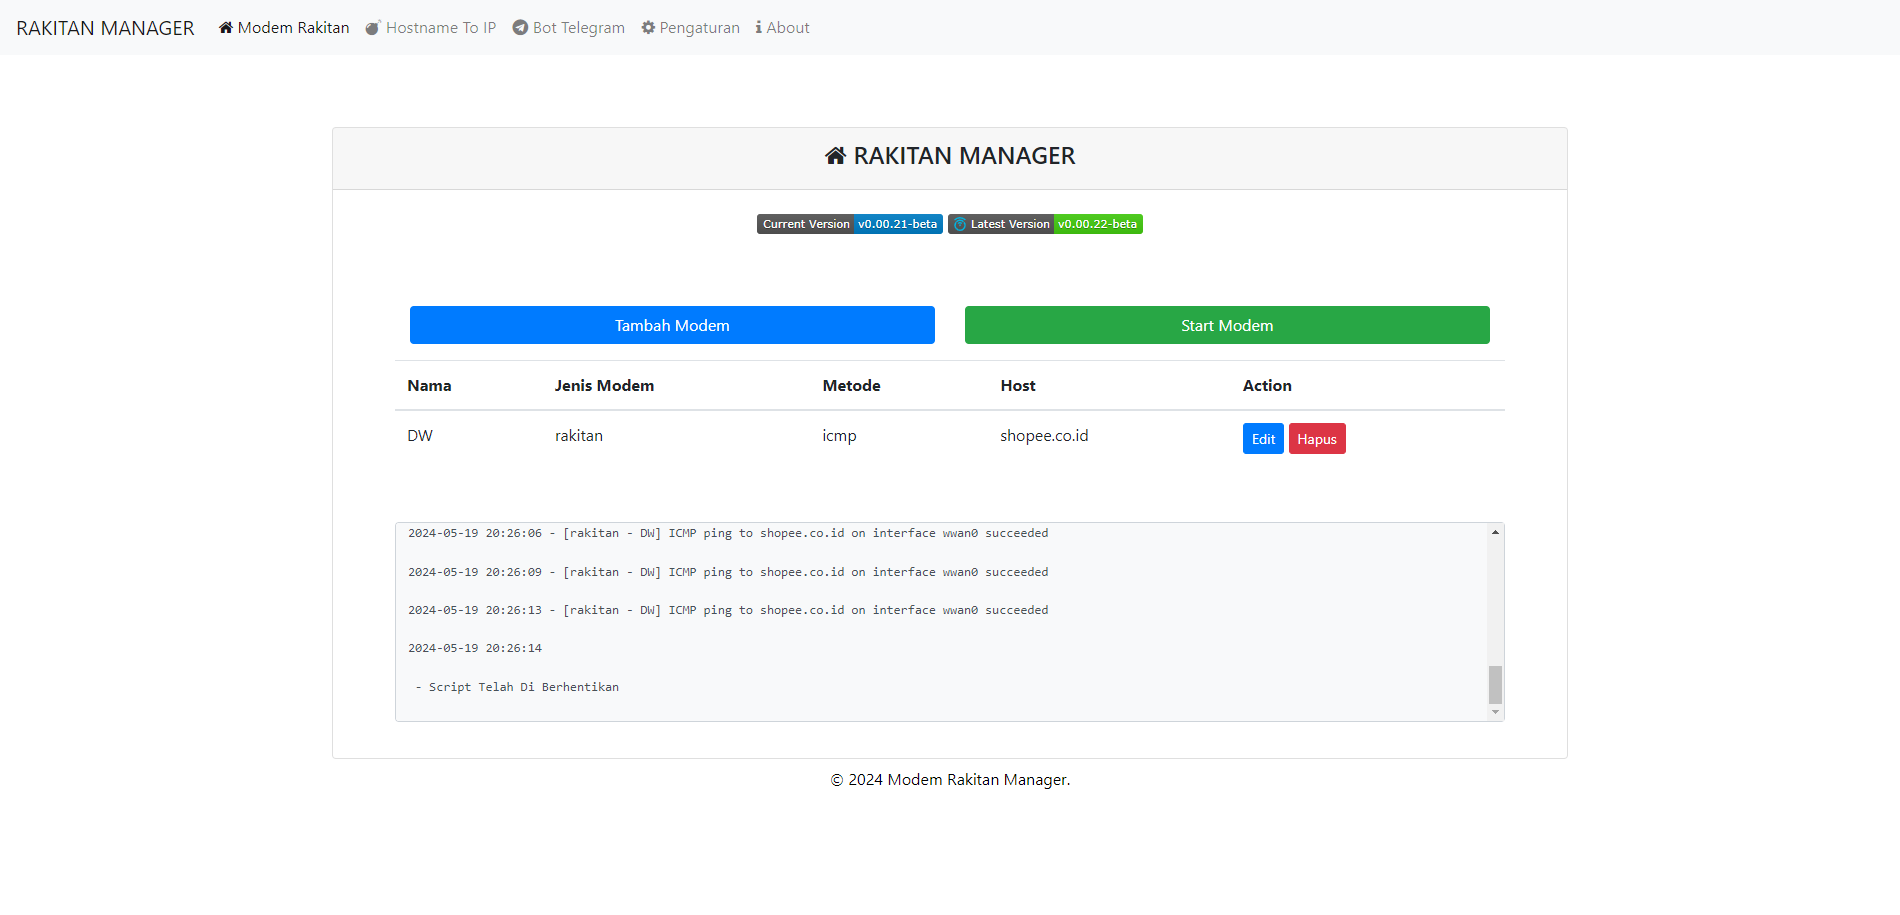 RAKITAN MANAGER Modem Rakitan Hostname To IP Bot Telegram Pengaturan About
RAKITAN MANAGER
Current Version v0.00.21-beta Latest Version v0.00.22-beta
Tambah Modem Start Modem
Nama Jenis Modem Metode Host Action
DW rakitan icmp shopee.co.id Edit Hapus
2024-05-19 20:26:06 - [rakitan - DW] ICMP ping to shopee.co.id on interface wwan0 succeeded
2024-05-19 20:26:09 - [rakitan - DW] ICMP ping to shopee.co.id on interface wwan0 succeeded
2024-05-19 20:26:13 - [rakitan - DW] ICMP ping to shopee.co.id on interface wwan0 succeeded
2024-05-19 20:26:14
- Script Telah Di Berhentikan
© 2024 Modem Rakitan Manager.